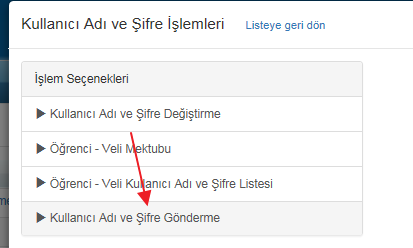 Kullanıcı Adı ve Şifre İşlemleri Listeye geri dön
İşlem Seçenekleri
Kullanıcı Adı ve Şifre Değiştirme
Öğrenci - Veli Mektubu
Öğrenci - Veli Kullanıcı Adı ve Şifre Listesi
Kullanıcı Adı ve Şifre Gönderme